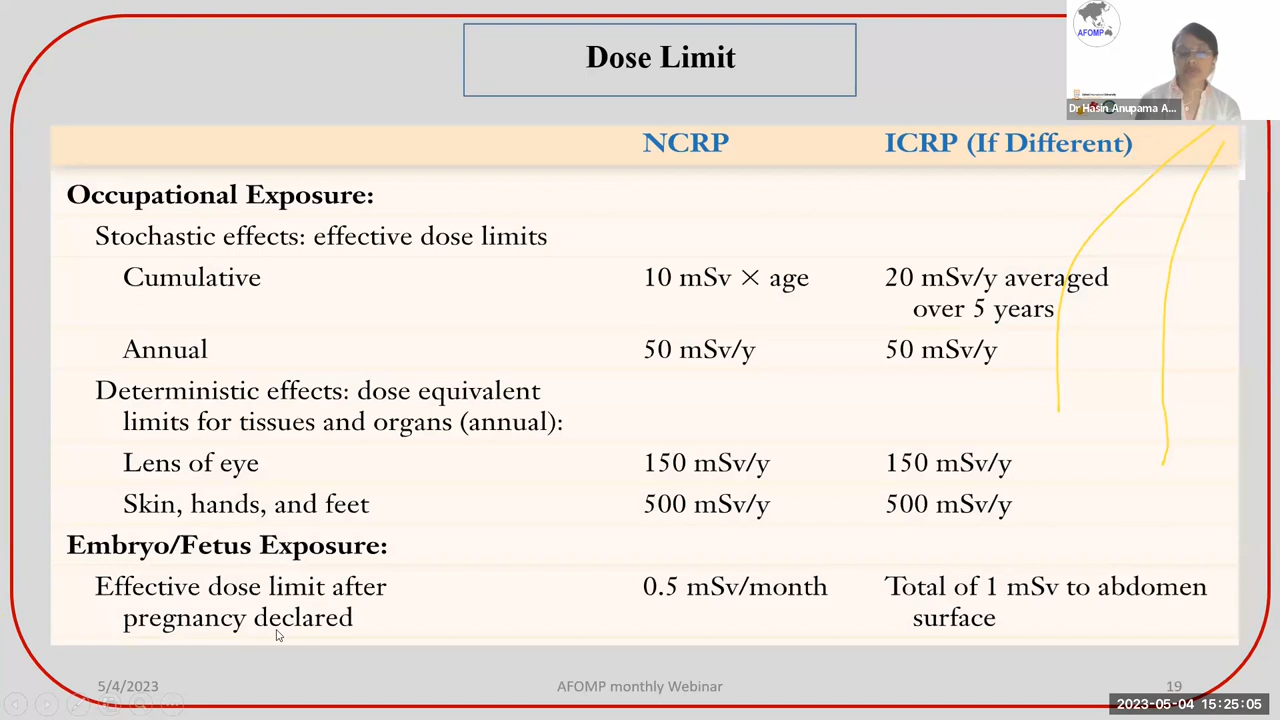 Dose Limit
AFOMP
Dr Hasin Anupama A...
NCRP ICRP (If Different)
Occupational Exposure:
Stochastic effects: effective dose limits
Cumulative 10 mSv × age 20 mSv/y averaged
over 5 years
Annual 50 mSv/y 50 mSv/y
Deterministic effects: dose equivalent
limits for tissues and organs (annual):
Lens of eye 150 mSv/y 150 mSv/y
Skin, hands, and feet 500 mSv/y 500 mSv/y
Embryo/Fetus Exposure:
Effective dose limit after 0.5 mSv/month Total of 1 mSv to abdomen
pregnancy declared surface
5/4/2023 AFOMP monthly Webinar 19
2023-05-04 15:25:05